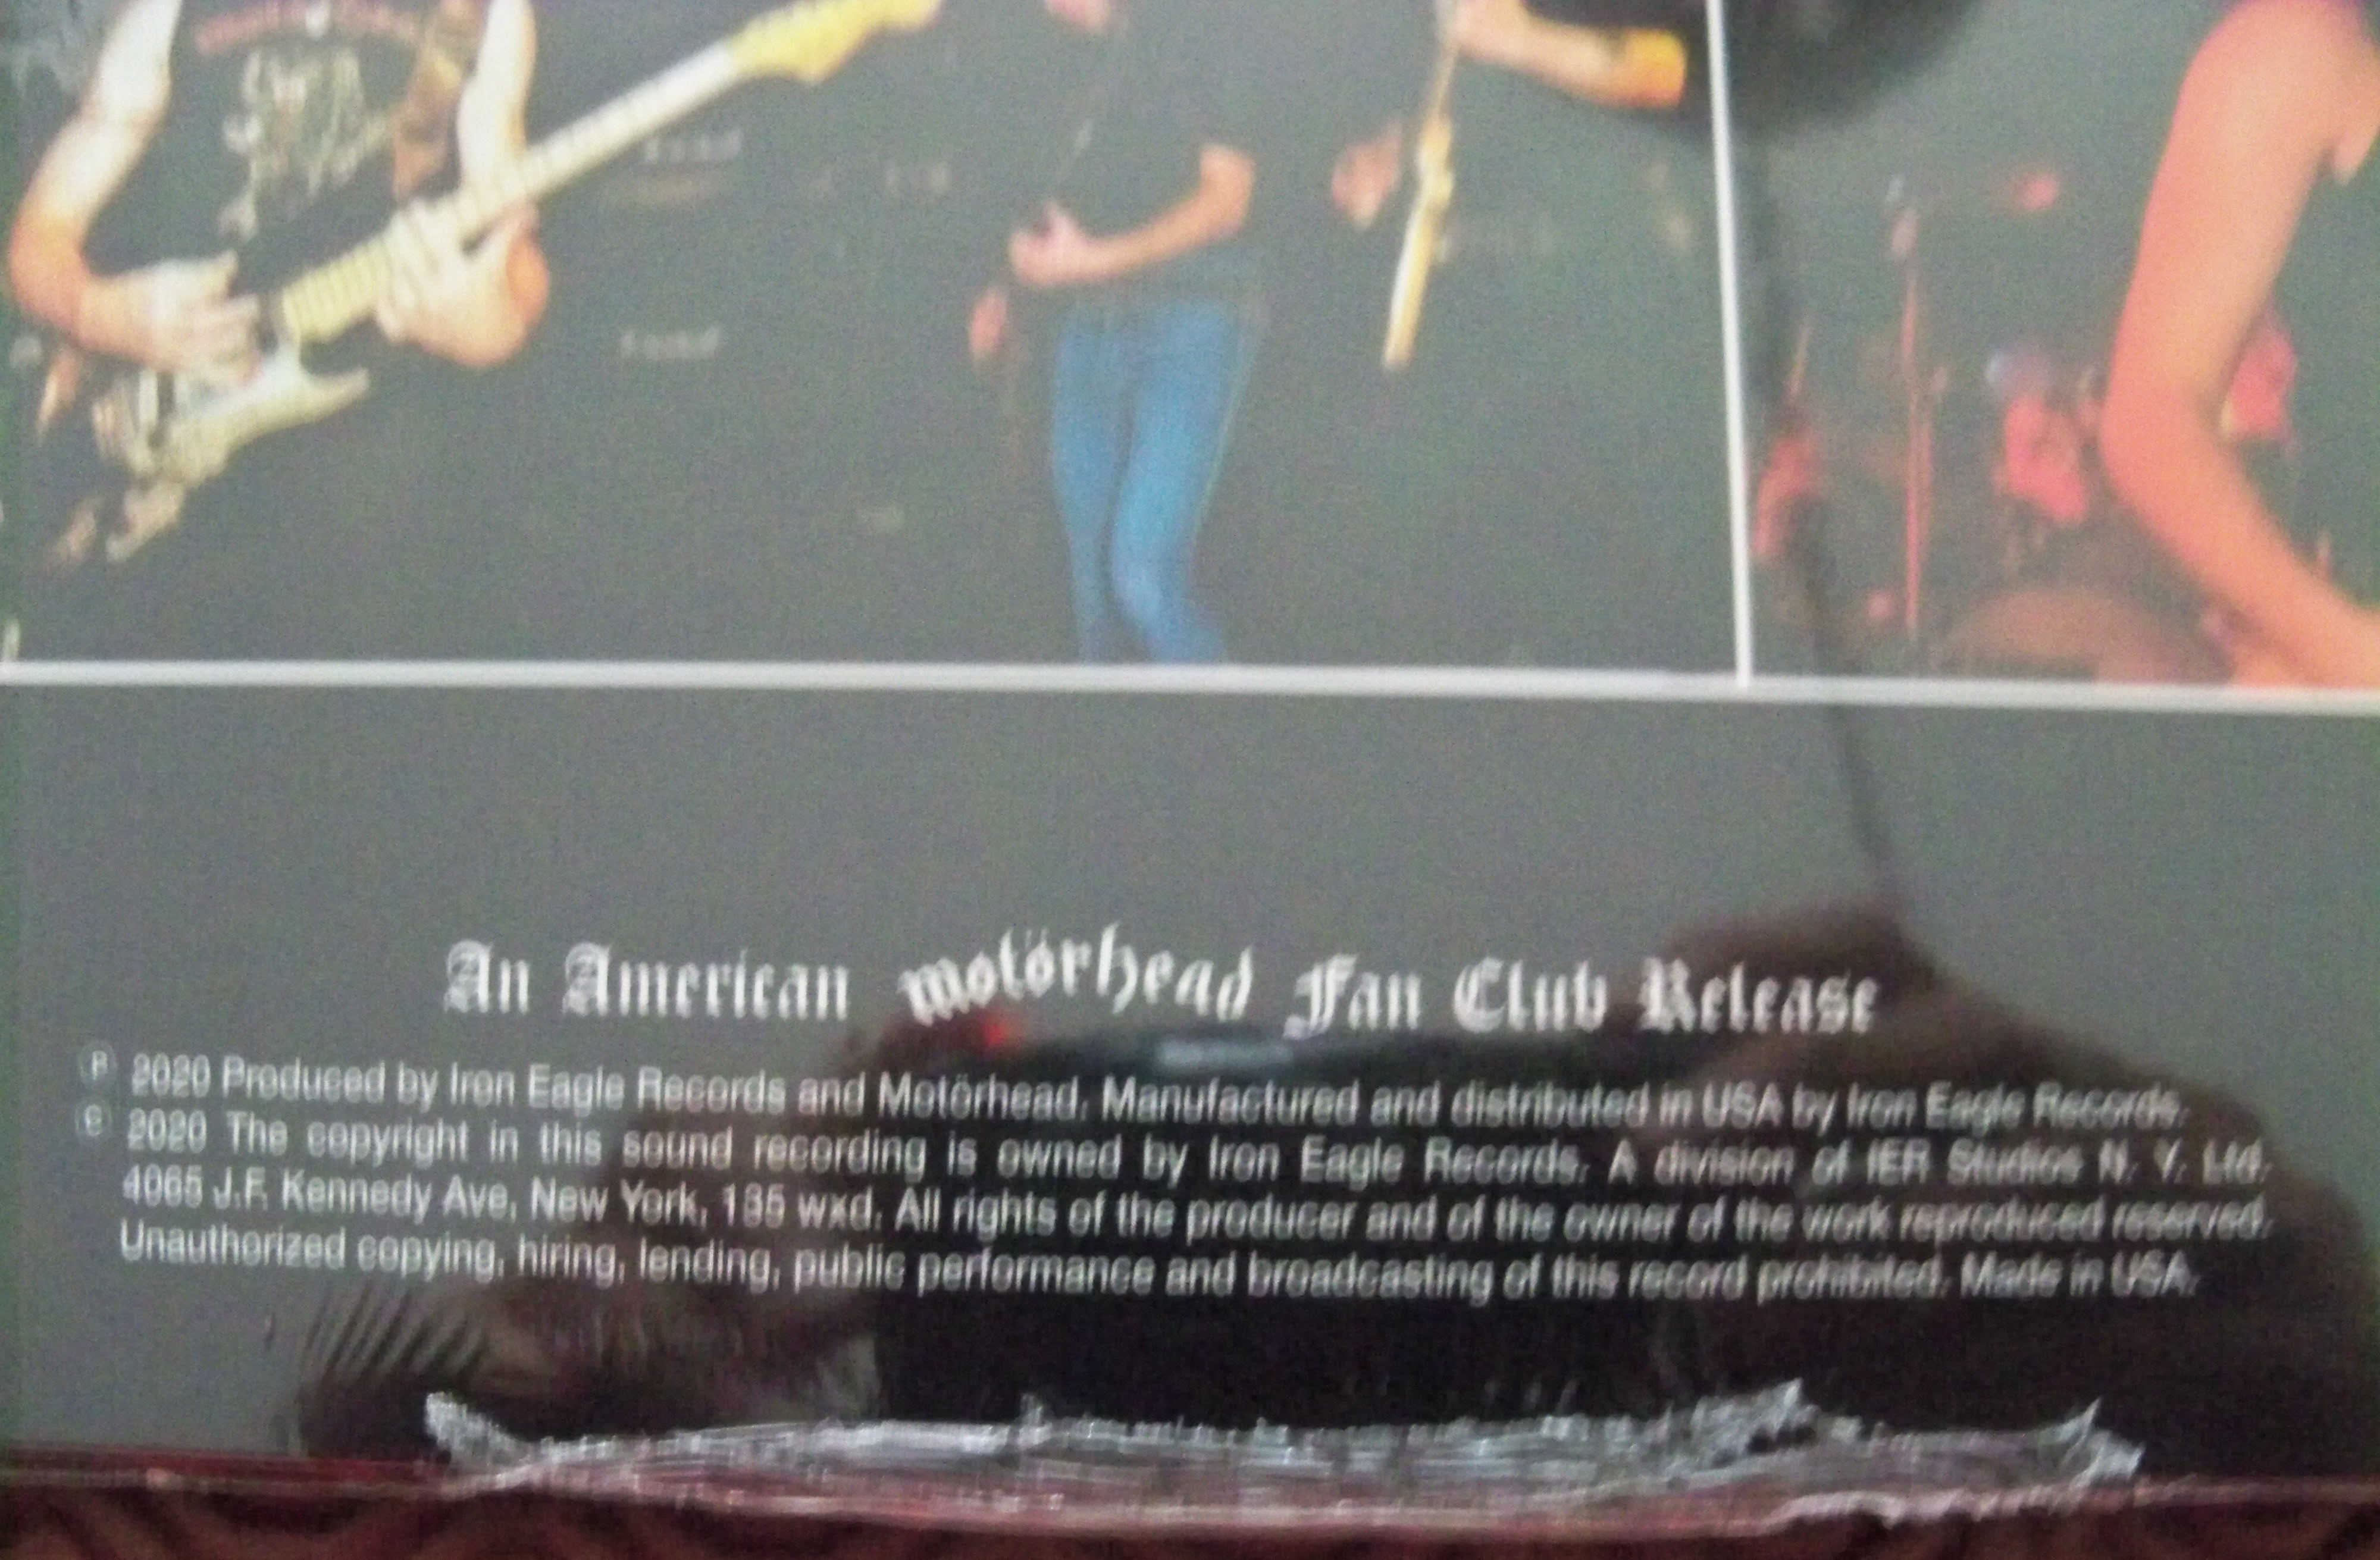 An American motörhead Fan Club Release
℗ 2020 Produced by Iron Eagle Records and Motörhead. Manufactured and distributed in USA by Iron Eagle Records.
© 2020 The copyright in this sound recording is owned by Iron Eagle Records. A division of IER Studios N. Y. Ltd.
4065 J.F. Kennedy Ave, New York, 135 wxd. All rights of the producer and of the owner of the work reproduced reserved.
Unauthorized copying, hiring, lending, public performance and broadcasting of this record prohibited. Made in USA.